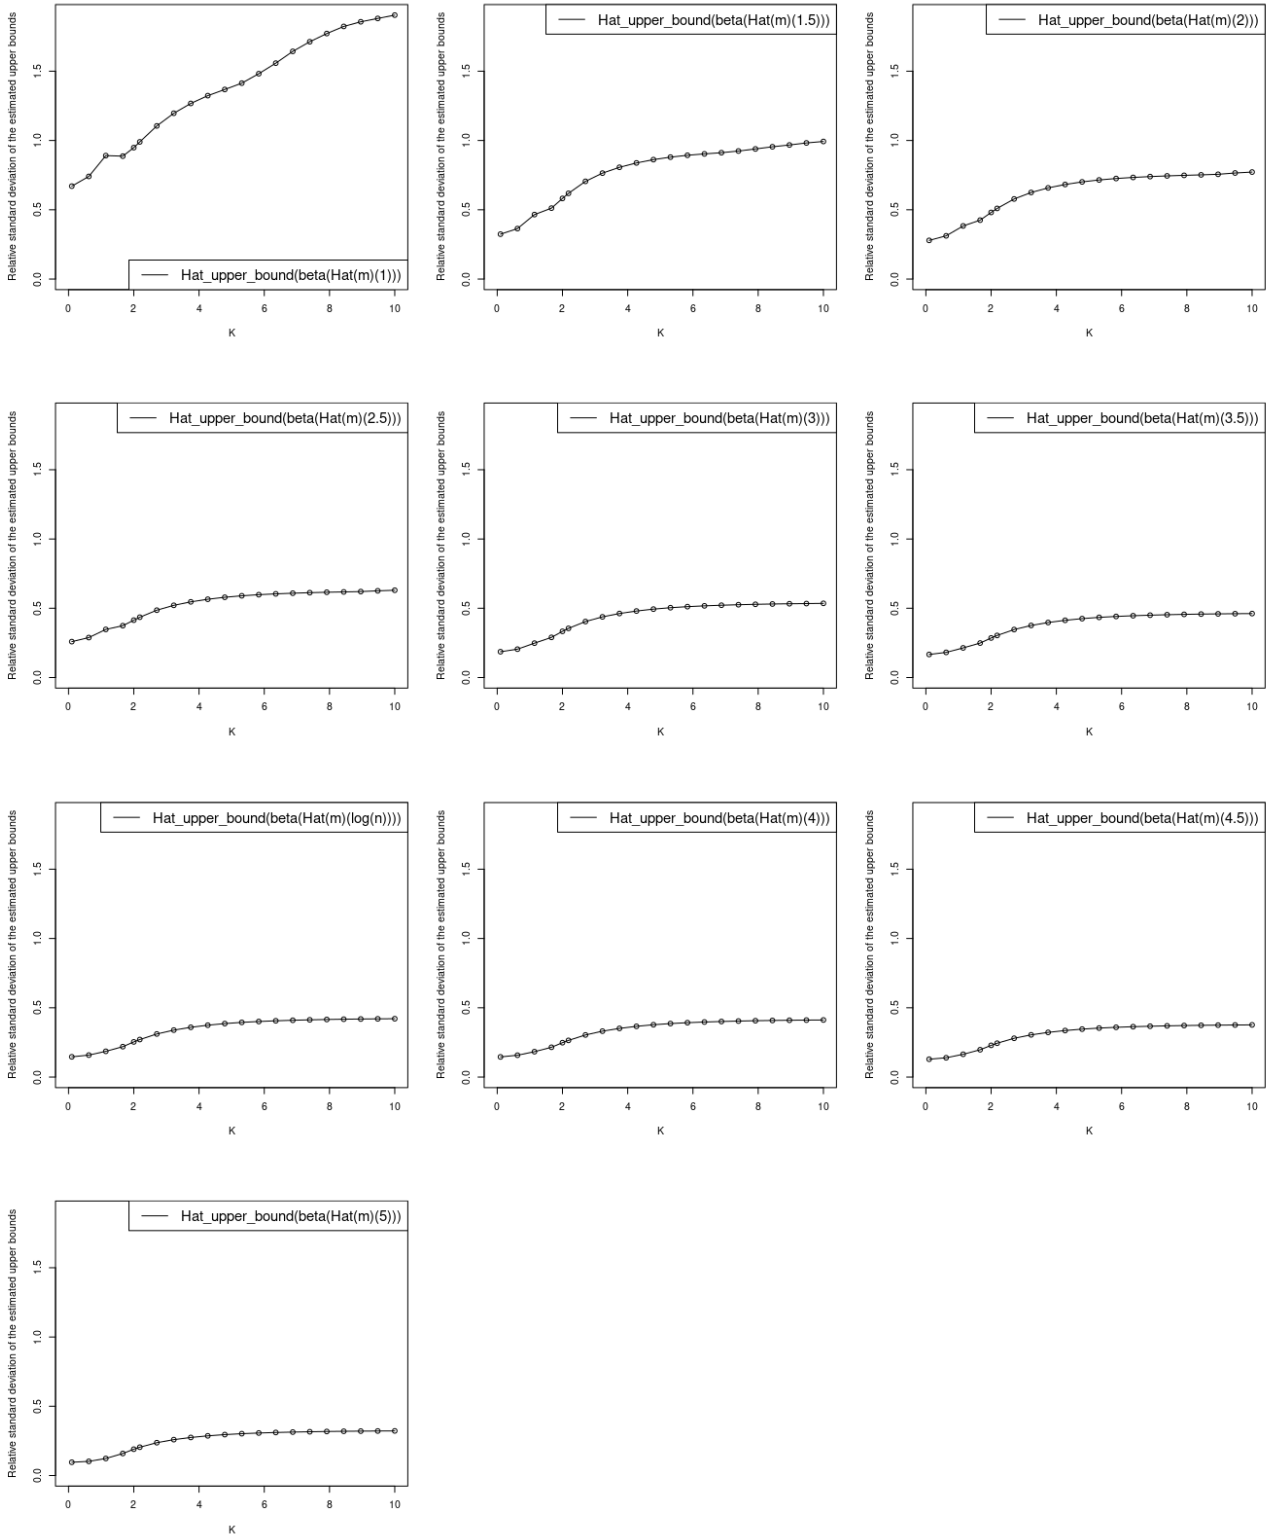 Relative standard deviation of the estimated upper bounds
0.0 0.5 1.0 1.5
Hat_upper_bound(beta(Hat(m)(1)))
0 2 4 6 8 10
K
Relative standard deviation of the estimated upper bounds
0.0 0.5 1.0 1.5
Hat_upper_bound(beta(Hat(m)(1.5)))
0 2 4 6 8 10
K
Relative standard deviation of the estimated upper bounds
0.0 0.5 1.0 1.5
Hat_upper_bound(beta(Hat(m)(2)))
0 2 4 6 8 10
K
Relative standard deviation of the estimated upper bounds
0.0 0.5 1.0 1.5
Hat_upper_bound(beta(Hat(m)(2.5)))
0 2 4 6 8 10
K
Relative standard deviation of the estimated upper bounds
0.0 0.5 1.0 1.5
Hat_upper_bound(beta(Hat(m)(3)))
0 2 4 6 8 10
K
Relative standard deviation of the estimated upper bounds
0.0 0.5 1.0 1.5
Hat_upper_bound(beta(Hat(m)(3.5)))
0 2 4 6 8 10
K
Relative standard deviation of the estimated upper bounds
0.0 0.5 1.0 1.5
Hat_upper_bound(beta(Hat(m)(log(n))))
0 2 4 6 8 10
K
Relative standard deviation of the estimated upper bounds
0.0 0.5 1.0 1.5
Hat_upper_bound(beta(Hat(m)(4)))
0 2 4 6 8 10
K
Relative standard deviation of the estimated upper bounds
0.0 0.5 1.0 1.5
Hat_upper_bound(beta(Hat(m)(4.5)))
0 2 4 6 8 10
K
Relative standard deviation of the estimated upper bounds
0.0 0.5 1.0 1.5
Hat_upper_bound(beta(Hat(m)(5)))
0 2 4 6 8 10
K